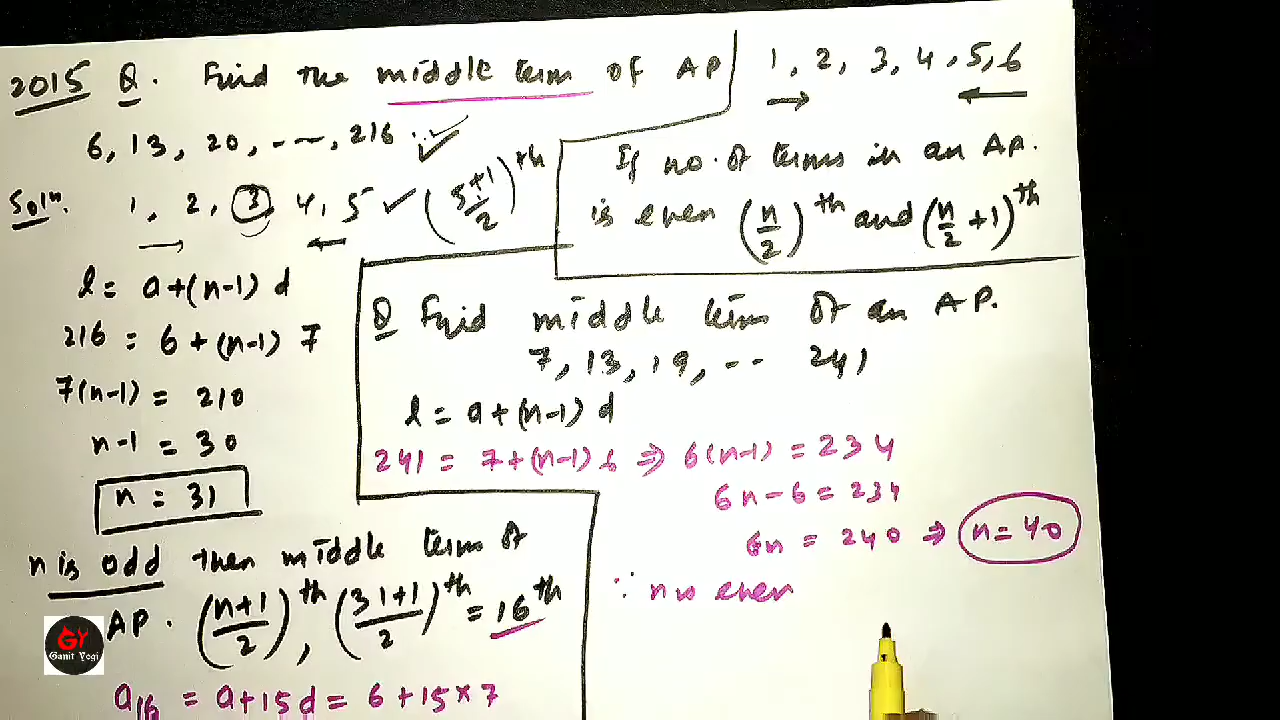 2015 Q. Find the middle term of AP
6, 13, 20, -----, 216 ..
Solⁿ. 1, 2, 3, 4, 5 ✓ ((5+1)/2)^th
l = a+(n-1) d
216 = 6 + (n-1) 7
7(n-1) = 210
n-1 = 30
n = 31
n is odd then middle term of
AP. ((n+1)/2)^th, ((31+1)/2)^th = 16^th
a₁₆ = a+15d = 6+15×7
1, 2, 3, 4, 5, 6
If no. of terms in an AP.
is even (n/2)^th and (n/2 +1)^th
Q Find middle term of an AP.
7, 13, 19, -- 241
l = a+(n-1) d
241 = 7+(n-1) 6 ⇒ 6(n-1) = 234
6n-6 = 234
6n = 240 ⇒ n = 40
∵ n is even
GY
Ganit Yogi